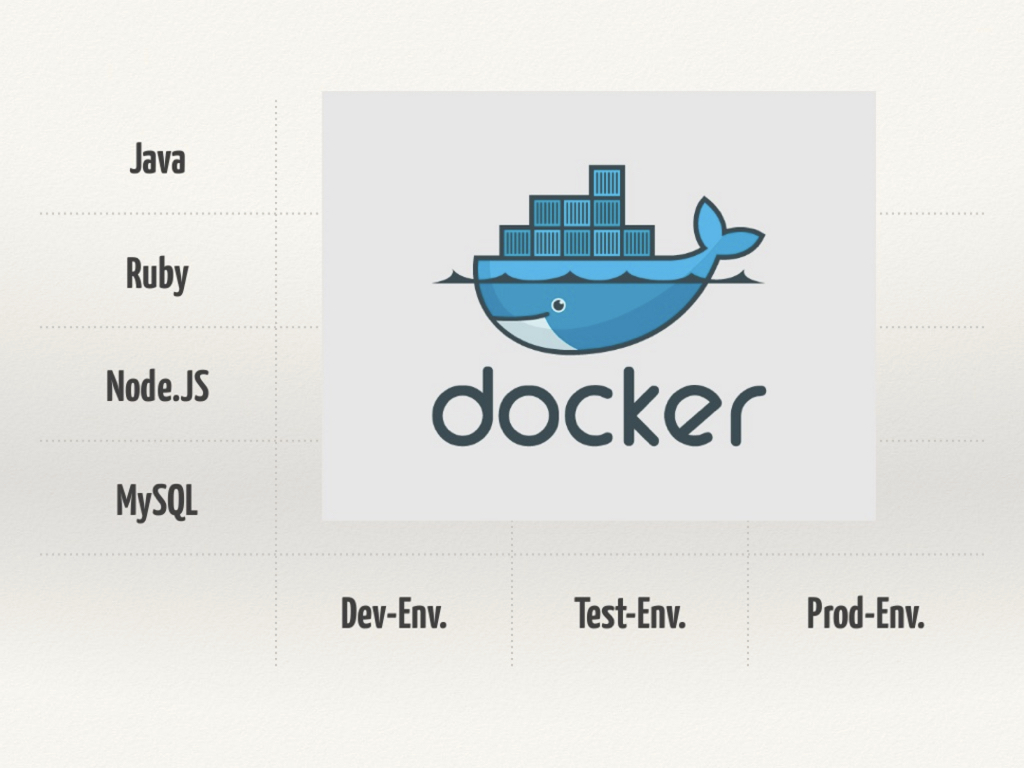 Java
Ruby
Node.JS
MySQL
docker
Dev-Env.
Test-Env.
Prod-Env.